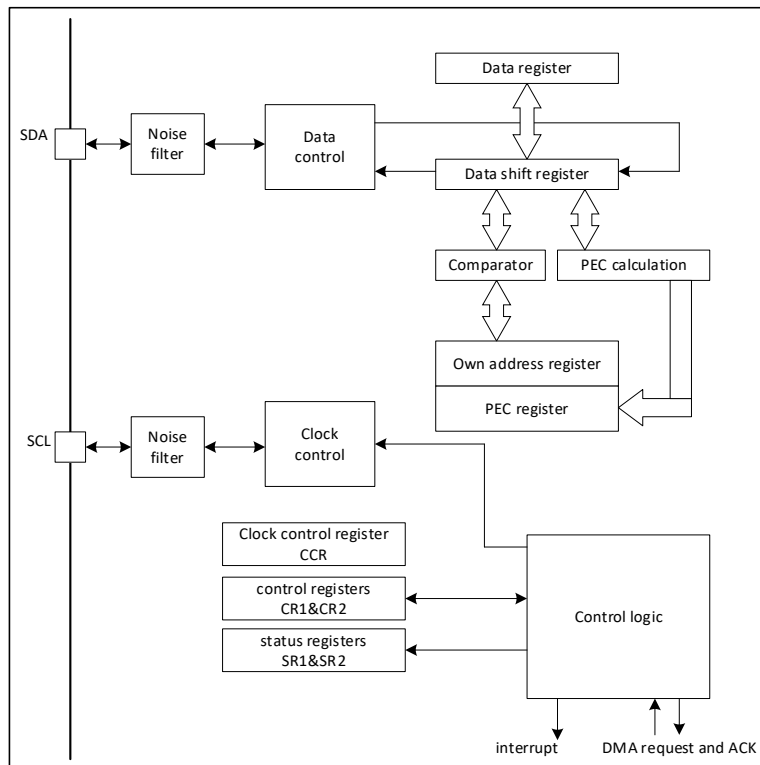 Data register
SDA
Noise
filter
Data
control
Data shift register
Comparator
PEC calculation
Own address register
PEC register
SCL
Noise
filter
Clock
control
Clock control register
CCR
control registers
CR1&CR2
status registers
SR1&SR2
Control logic
interrupt
DMA request and ACK